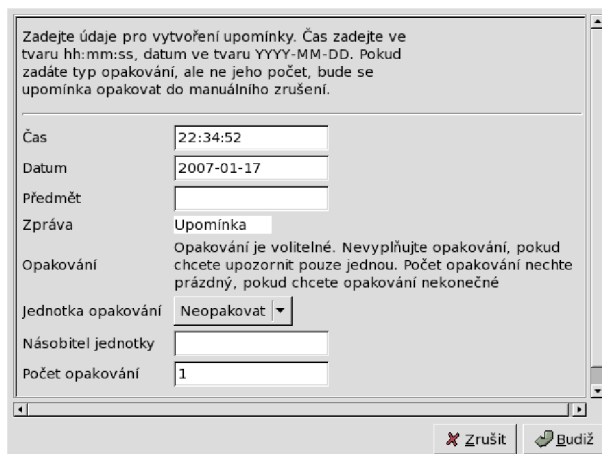 Zadejte údaje pro vytvoření upomínky. Čas zadejte ve
tvaru hh:mm:ss, datum ve tvaru YYYY-MM-DD. Pokud
zadáte typ opakování, ale ne jeho počet, bude se
upomínka opakovat do manuálního zrušení.
Čas 22:34:52
Datum 2007-01-17
Předmět
Zpráva Upomínka
Opakování Opakování je volitelné. Nevyplňujte opakování, pokud
chcete upozornit pouze jednou. Počet opakování nechte
prázdný, pokud chcete opakování nekonečné
Jednotka opakování Neopakovat
Násobitel jednotky
Počet opakování 1
Zrušit Budiž